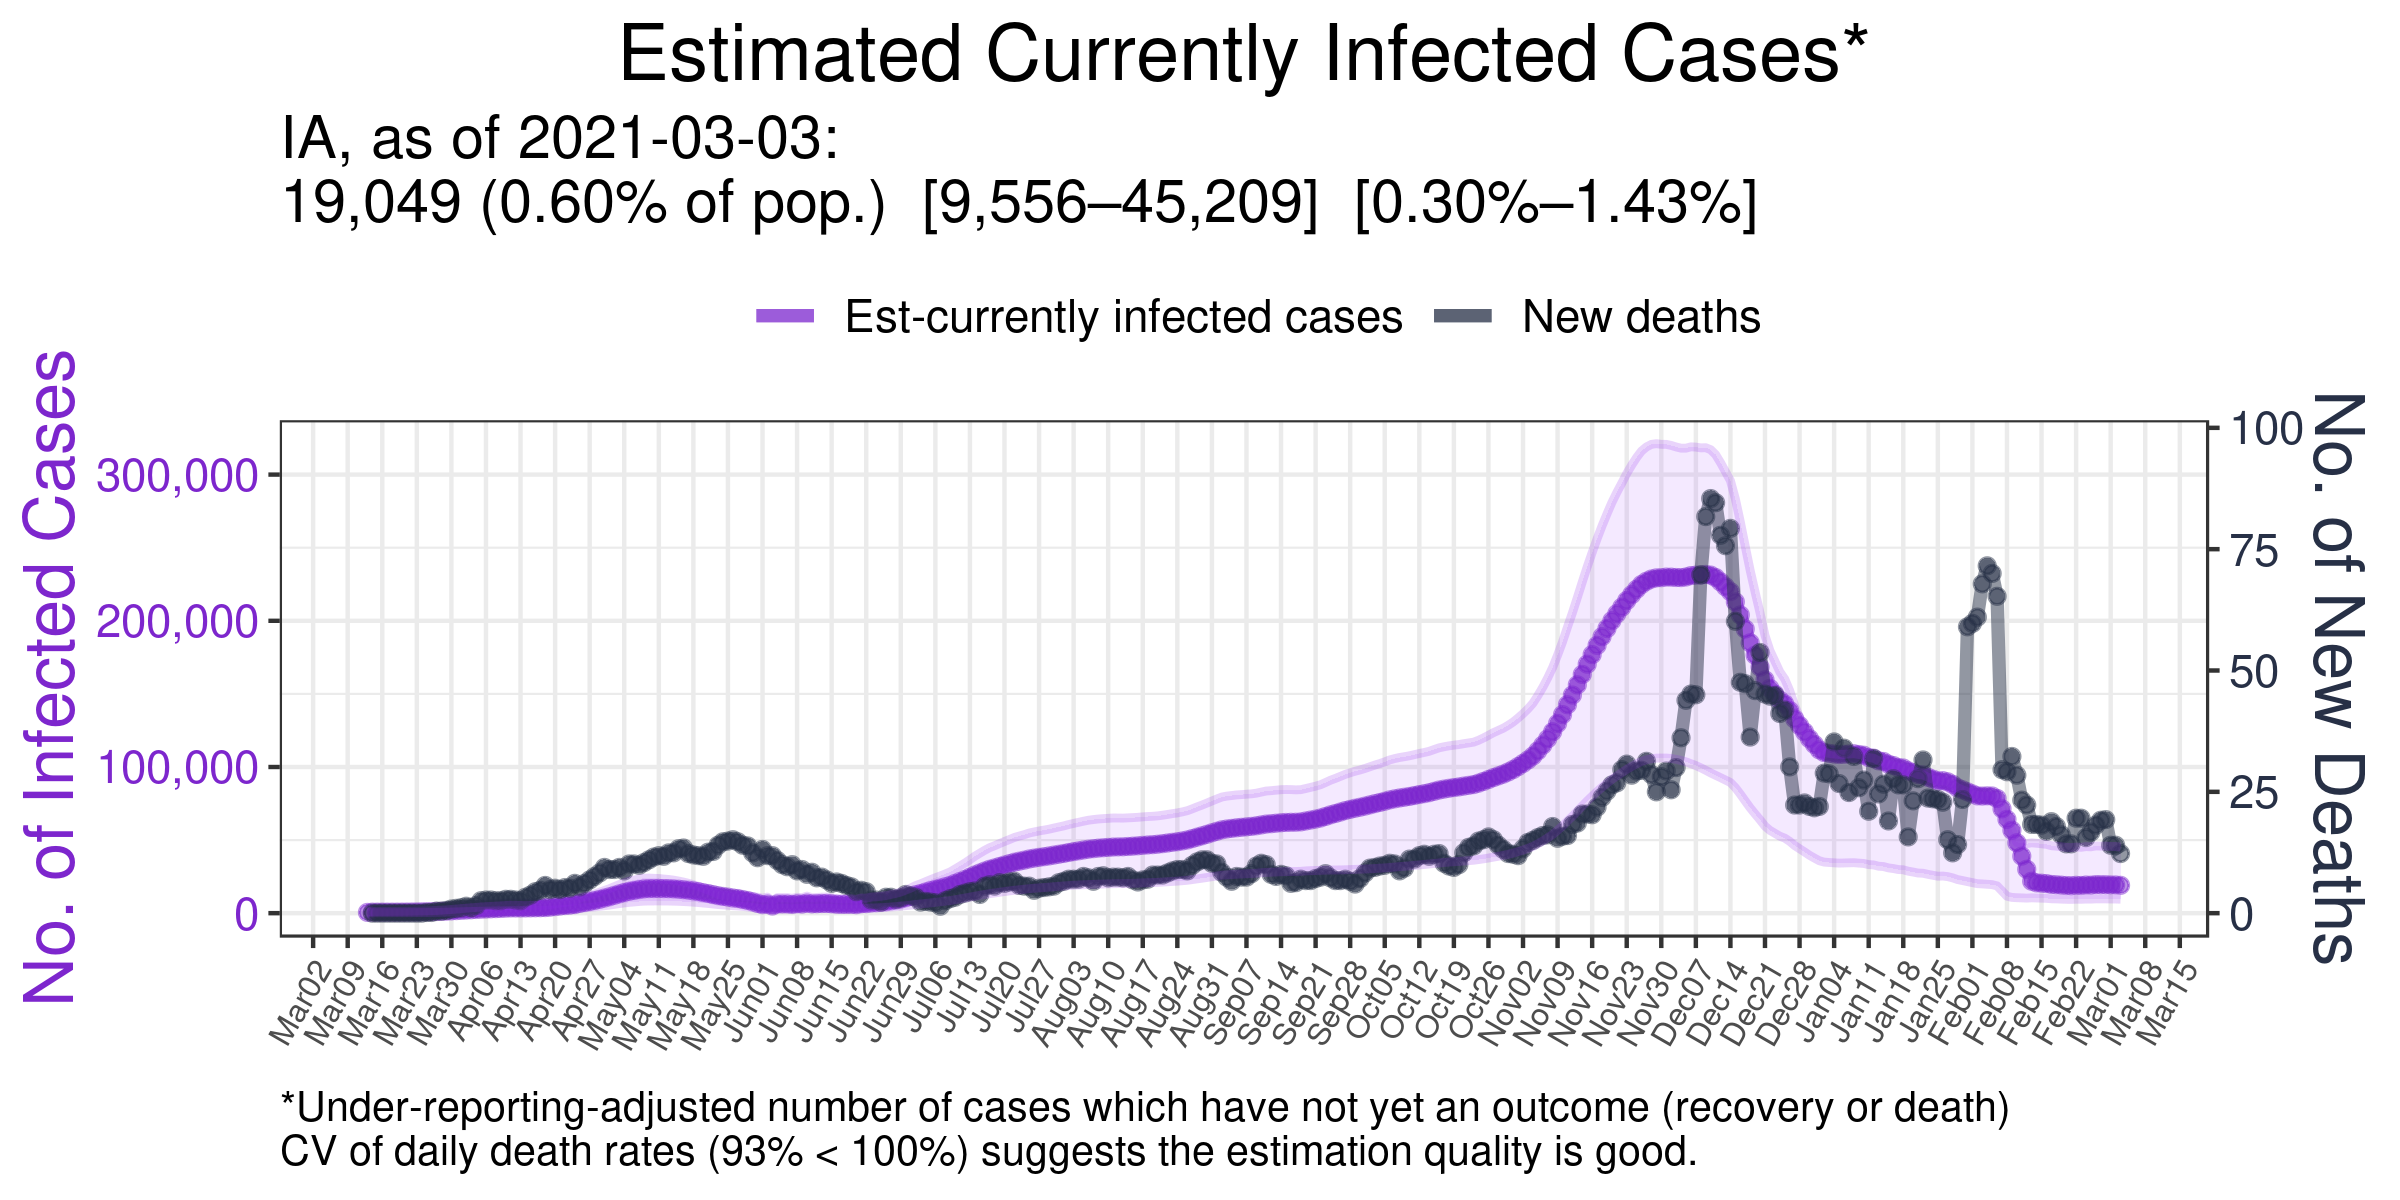 Estimated Currently Infected Cases*
IA, as of 2021-03-03:
19,049 (0.60% of pop.) [9,556–45,209] [0.30%–1.43%]
Est-currently infected cases
New deaths
No. of Infected Cases
300,000
200,000
100,000
0
100
75
50
25
0
No. of New Deaths
Mar02
Mar09
Mar16
Mar23
Mar30
Apr06
Apr13
Apr20
Apr27
May04
May11
May18
May25
Jun01
Jun08
Jun15
Jun22
Jun29
Jul06
Jul13
Jul20
Jul27
Aug03
Aug10
Aug17
Aug24
Aug31
Sep07
Sep14
Sep21
Sep28
Oct05
Oct12
Oct19
Oct26
Nov02
Nov09
Nov16
Nov23
Nov30
Dec07
Dec14
Dec21
Dec28
Jan04
Jan11
Jan18
Jan25
Feb01
Feb08
Feb15
Feb22
Mar01
Mar08
Mar15
*Under-reporting-adjusted number of cases which have not yet an outcome (recovery or death)
CV of daily death rates (93% < 100%) suggests the estimation quality is good.